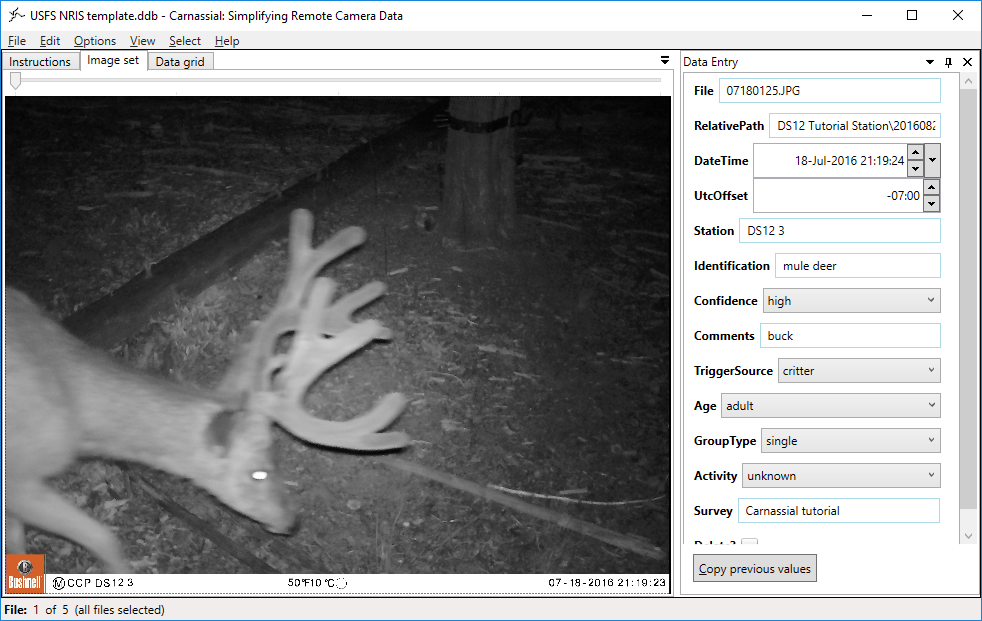 USFS NRIS template.ddb - Carnassial: Simplifying Remote Camera Data
File Edit Options View Select Help
Instructions Image set Data grid
Data Entry
File 07180125.JPG
RelativePath DS12 Tutorial Station\2016082
DateTime 18-Jul-2016 21:19:24
UtcOffset -07:00
Station DS12 3
Identification mule deer
Confidence high
Comments buck
TriggerSource critter
Age adult
GroupType single
Activity unknown
Survey Carnassial tutorial
Copy previous values
Bushnell
M CCP DS12 3 50°F10°C 07-18-2016 21:19:23
File: 1 of 5 (all files selected)